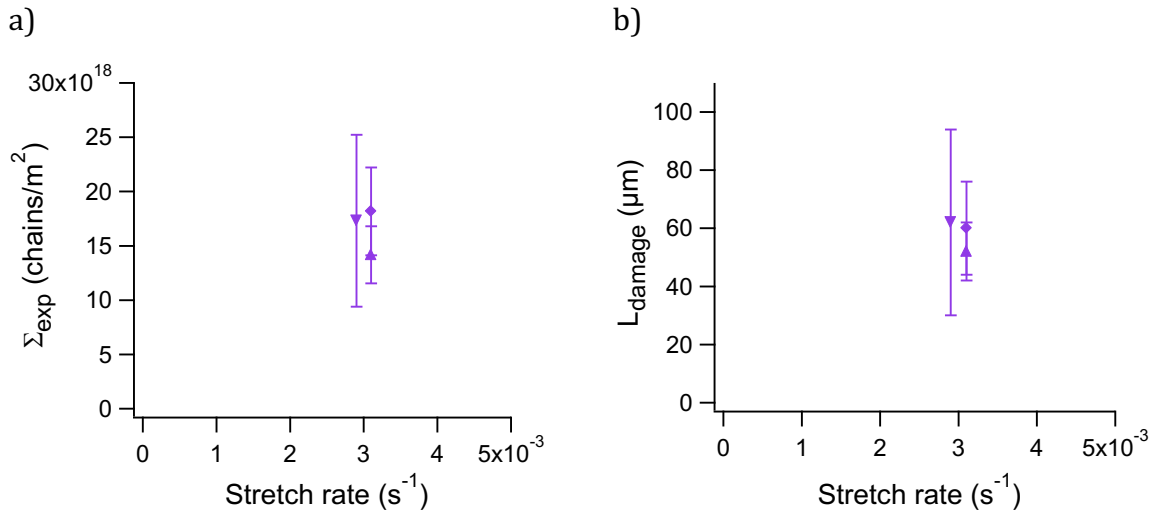 a)
30x10^18
25
20
15
10
5
0
Σexp (chains/m^2)
0 1 2 3 4 5x10^-3
Stretch rate (s^-1)
b)
100
80
60
40
20
0
Ldamage (µm)
0 1 2 3 4 5x10^-3
Stretch rate (s^-1)